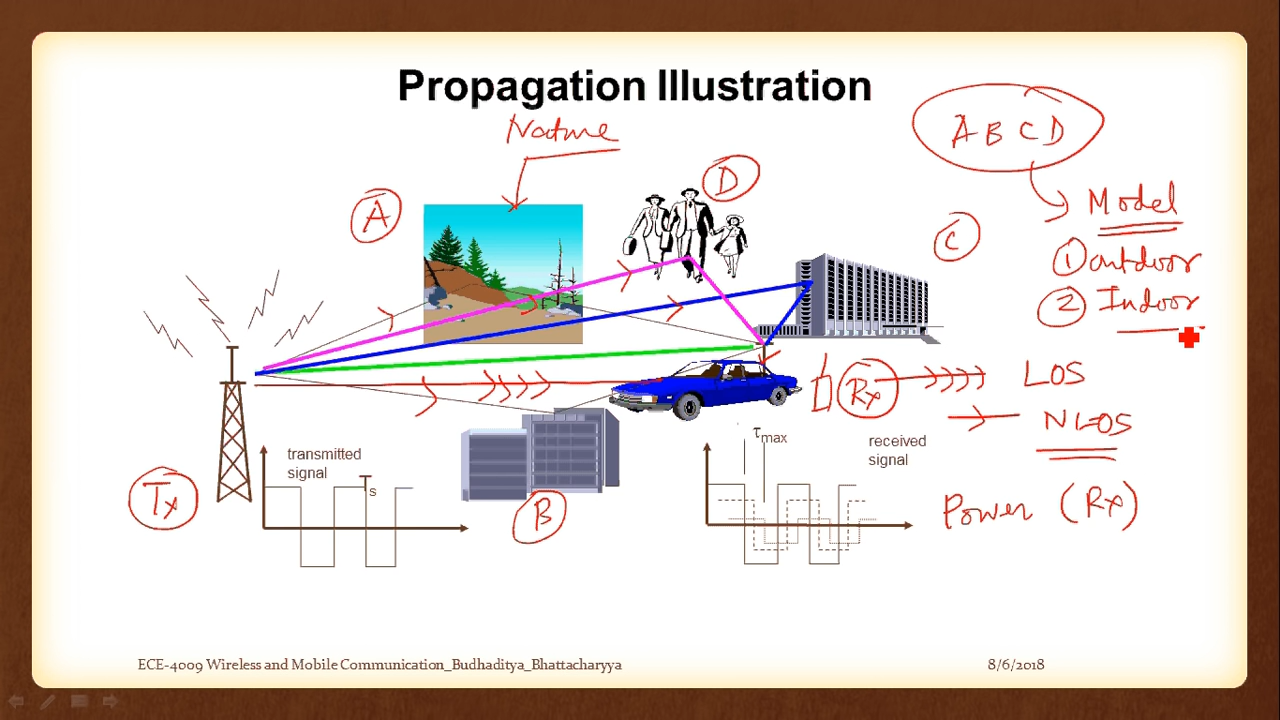 Propagation Illustration
Nature
A B C D
Model
① outdoor
② Indoor
A
D
C
Rx
LOS
NLOS
Tx
transmitted
signal
Ts
B
τmax
received
signal
Power (Rx)
ECE-4009 Wireless and Mobile Communication_Budhaditya_Bhattacharyya
8/6/2018